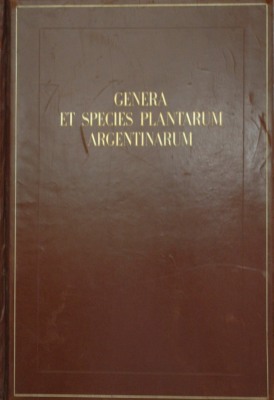 GENERA
ET SPECIES PLANTARUM
ARGENTINARUM